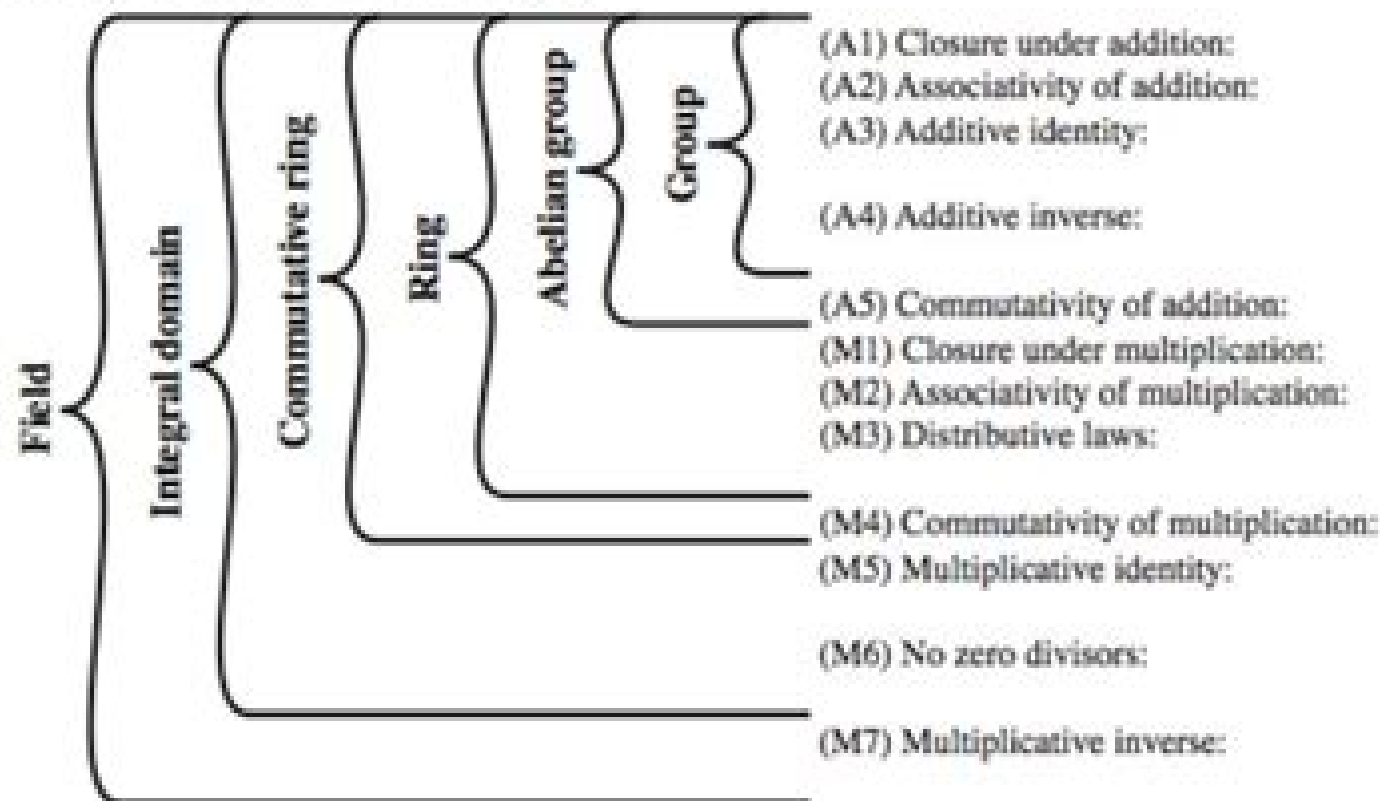 Field
Integral domain
Commutative ring
Ring
Abelian group
Group
(A1) Closure under addition:
(A2) Associativity of addition:
(A3) Additive identity:
(A4) Additive inverse:
(A5) Commutativity of addition:
(M1) Closure under multiplication:
(M2) Associativity of multiplication:
(M3) Distributive laws:
(M4) Commutativity of multiplication:
(M5) Multiplicative identity:
(M6) No zero divisors:
(M7) Multiplicative inverse: